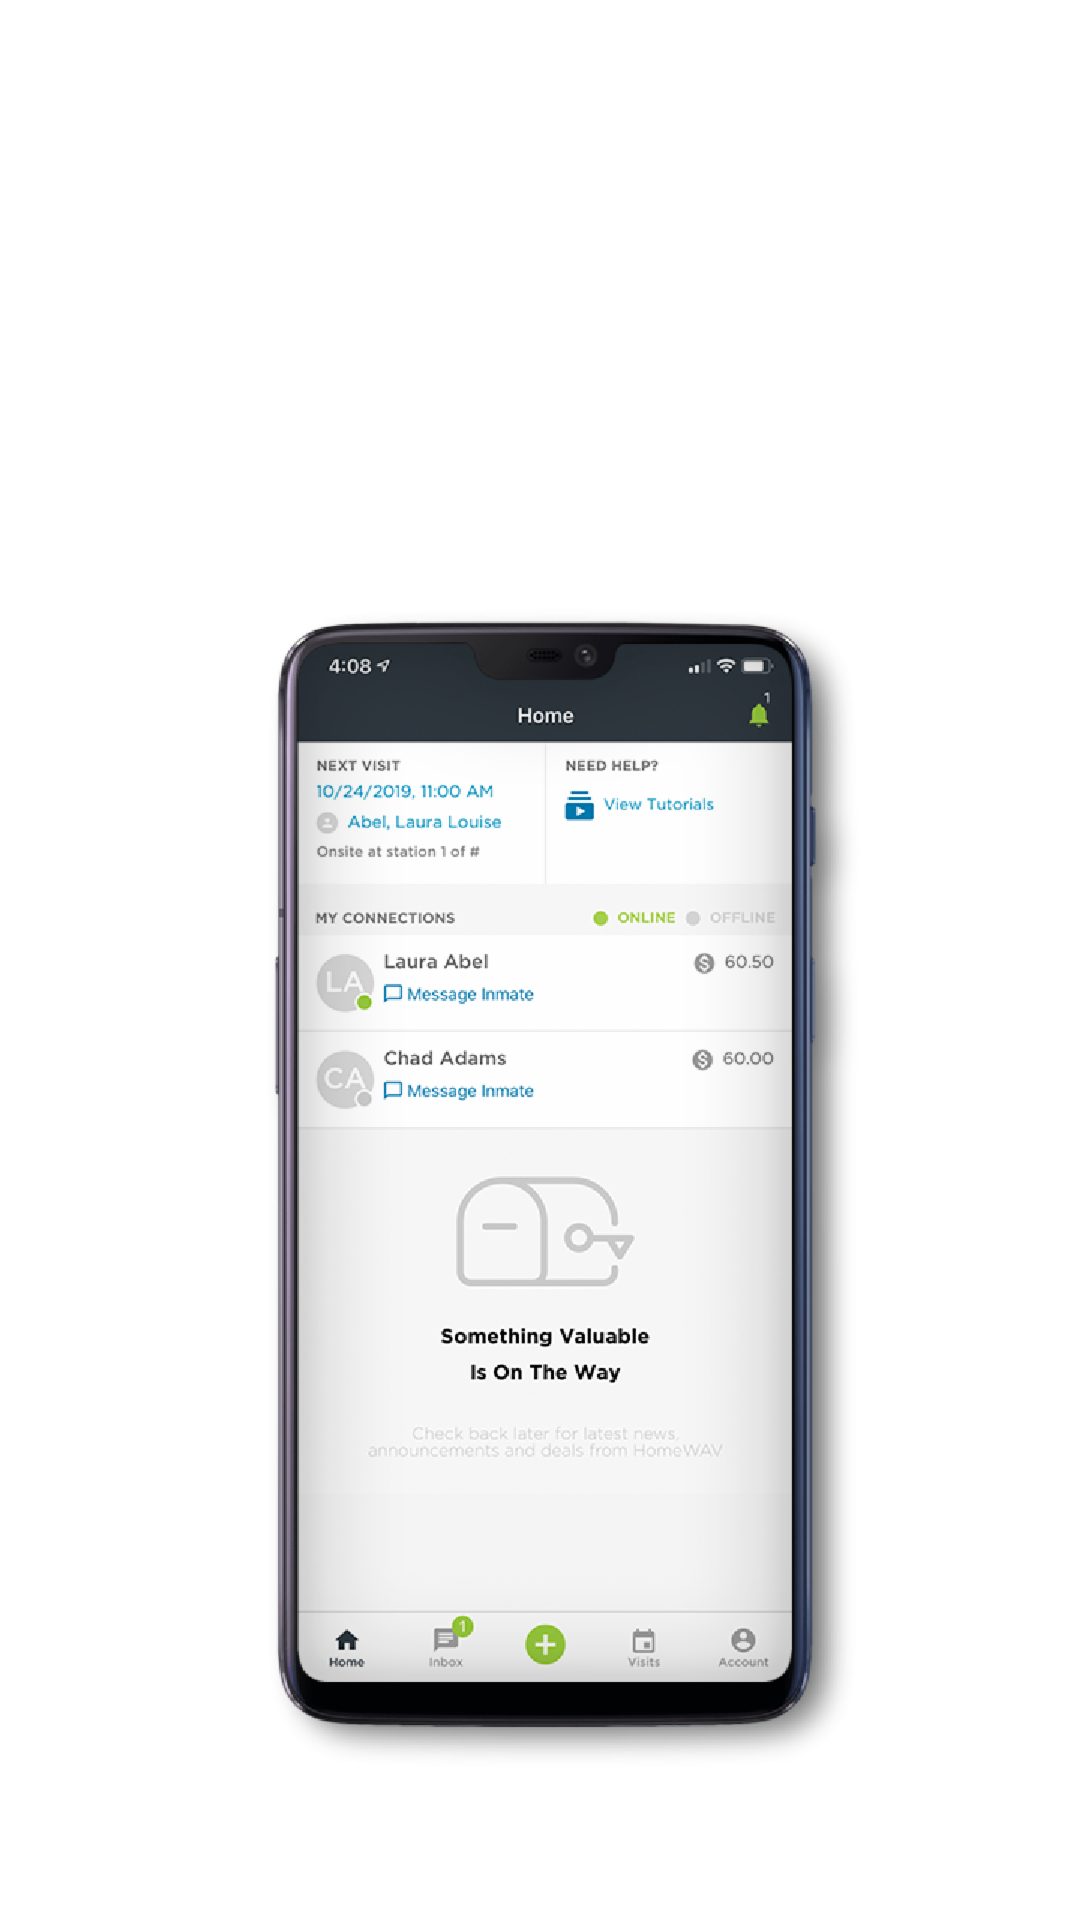 4:08
1
Home
NEXT VISIT
10/24/2019, 11:00 AM
Abel, Laura Louise
Onsite at station 1 of #
NEED HELP?
View Tutorials
MY CONNECTIONS
ONLINE
OFFLINE
LA
Laura Abel
$ 60.50
Message Inmate
CA
Chad Adams
$ 60.00
Message Inmate
Something Valuable
Is On The Way
Check back later for latest news,
announcements and deals from HomeWAV
1
Home
Inbox
Visits
Account